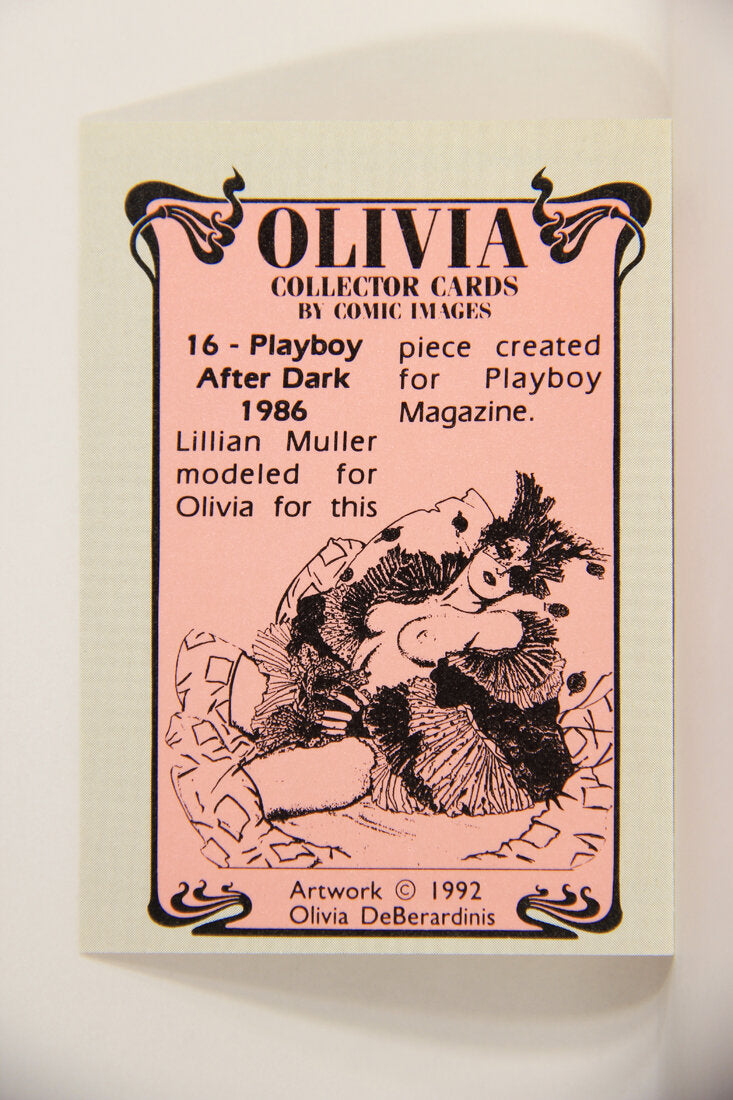 OLIVIA
COLLECTOR CARDS
BY COMIC IMAGES
16 - Playboy
After Dark
1986
Lillian Muller
modeled for
Olivia for this
piece created
for Playboy
Magazine.
Artwork © 1992
Olivia DeBerardinis